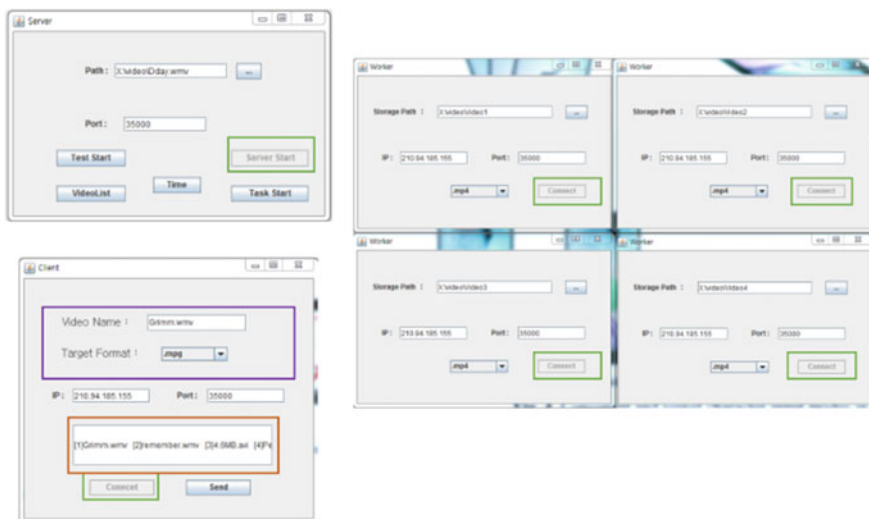 Server
Path : X:\video\Dday.wmv ...
Port : 35000
Test Start Server Start
VideoList Time Task Start
Client
Video Name : Grimm.wmv
Target Format : .mpg
IP : 210.94.185.155 Port : 35000
[1]Grimm.wmv [2]remember.wmv [3]4.6MB.avi [4]Pe
Conecet Send
Worker
Storage Path : X:\video\Video1 ...
IP : 210.94.185.155 Port : 35000
.mp4 Connect
Worker
Storage Path : X:\video\Video2 ...
IP : 210.94.185.155 Port : 35000
.mp4 Connect
Worker
Storage Path : X:\video\Video3 ...
IP : 210.94.185.155 Port : 35000
.mp4 Connect
Worker
Storage Path : X:\video\Video4 ...
IP : 210.94.185.155 Port : 35000
.mp4 Connect